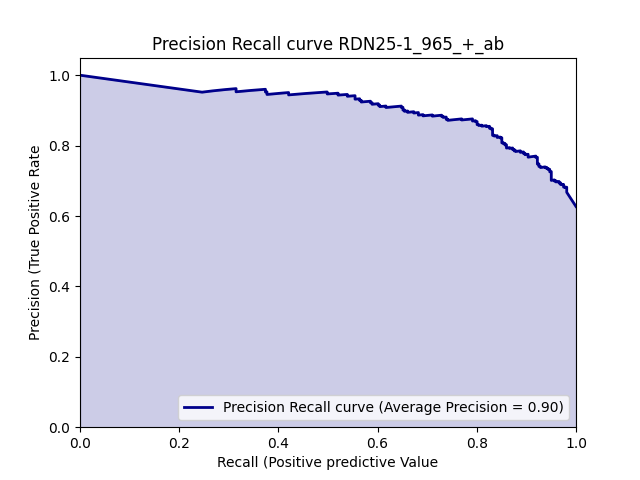 Precision Recall curve RDN25-1_965_+_ab
Precision (True Positive Rate
1.0
0.8
0.6
0.4
0.2
0.0
Precision Recall curve (Average Precision = 0.90)
0.0 0.2 0.4 0.6 0.8 1.0
Recall (Positive predictive Value